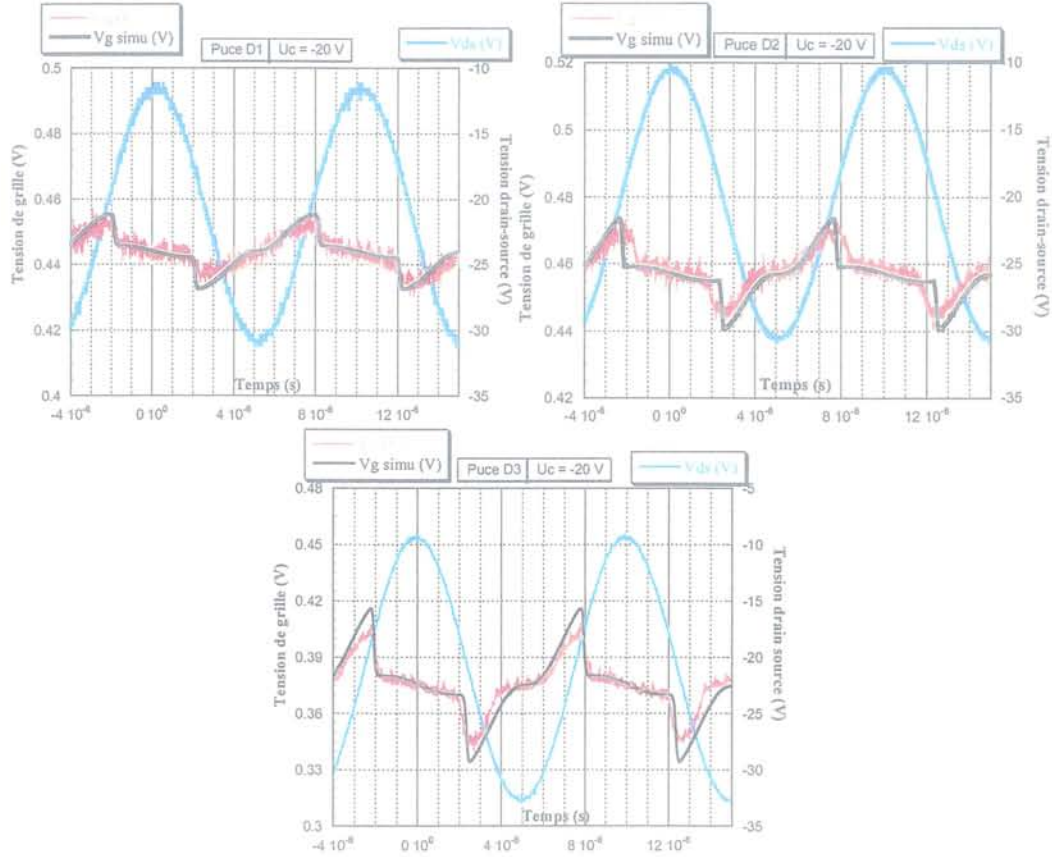 Vg simu (V)
Puce D1
Uc = -20 V
Vds (V)
Tension de grille (V)
0.5
0.48
0.46
0.44
0.42
0.4
-10
-15
-20
-25
-30
-35
Tension drain-source (V)
Temps (s)
-4 10⁻⁶
0 10⁰
4 10⁻⁶
8 10⁻⁶
12 10⁻⁶
Vg simu (V)
Puce D2
Uc = -20 V
Vds (V)
Tension de grille (V)
0.52
0.5
0.48
0.46
0.44
0.42
-10
-15
-20
-25
-30
-35
Tension drain-source (V)
Temps (s)
-4 10⁻⁶
0 10⁰
4 10⁻⁶
8 10⁻⁶
12 10⁻⁶
Vg simu (V)
Puce D3
Uc = -20 V
Vds (V)
Tension de grille (V)
0.48
0.45
0.42
0.39
0.36
0.33
0.3
-5
-10
-15
-20
-25
-30
-35
Tension drain source (V)
Temps (s)
-4 10⁻⁶
0 10⁰
4 10⁻⁶
8 10⁻⁶
12 10⁻⁶